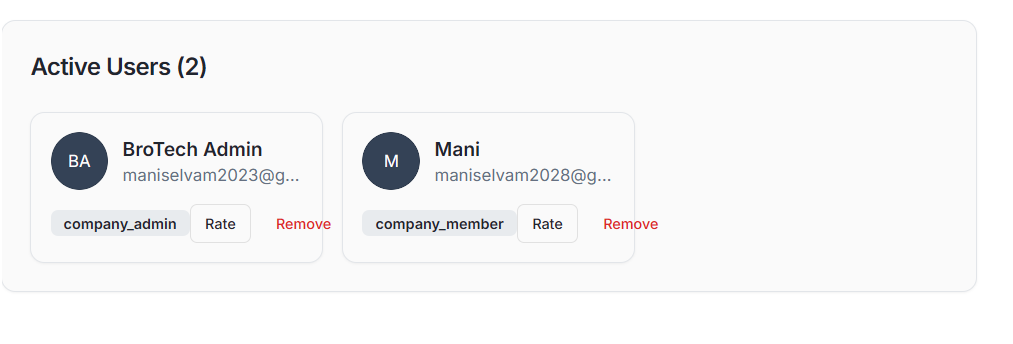 Active Users (2)
BA
BroTech Admin
maniselvam2023@g...
company_admin Rate Remove
M
Mani
maniselvam2028@g...
company_member Rate Remove